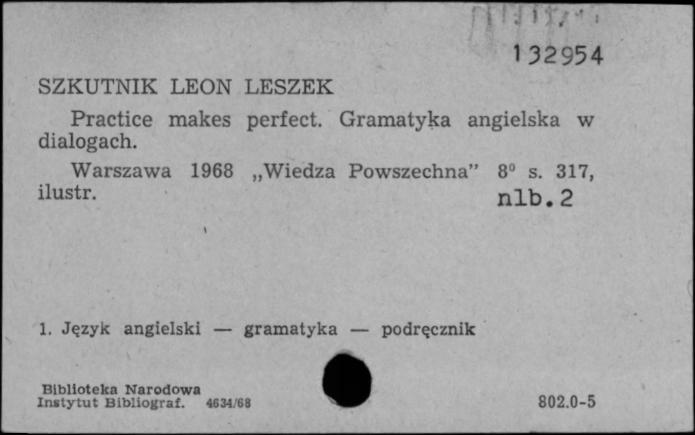 132954
SZKUTNIK LEON LESZEK
Practice makes perfect. Gramatyka angielska w
dialogach.
Warszawa 1968 „Wiedza Powszechna” 8⁰ s. 317,
ilustr. nlb. 2
1. Język angielski — gramatyka — podręcznik
Biblioteka Narodowa
Instytut Bibliograf. 4634/68 802.0-5